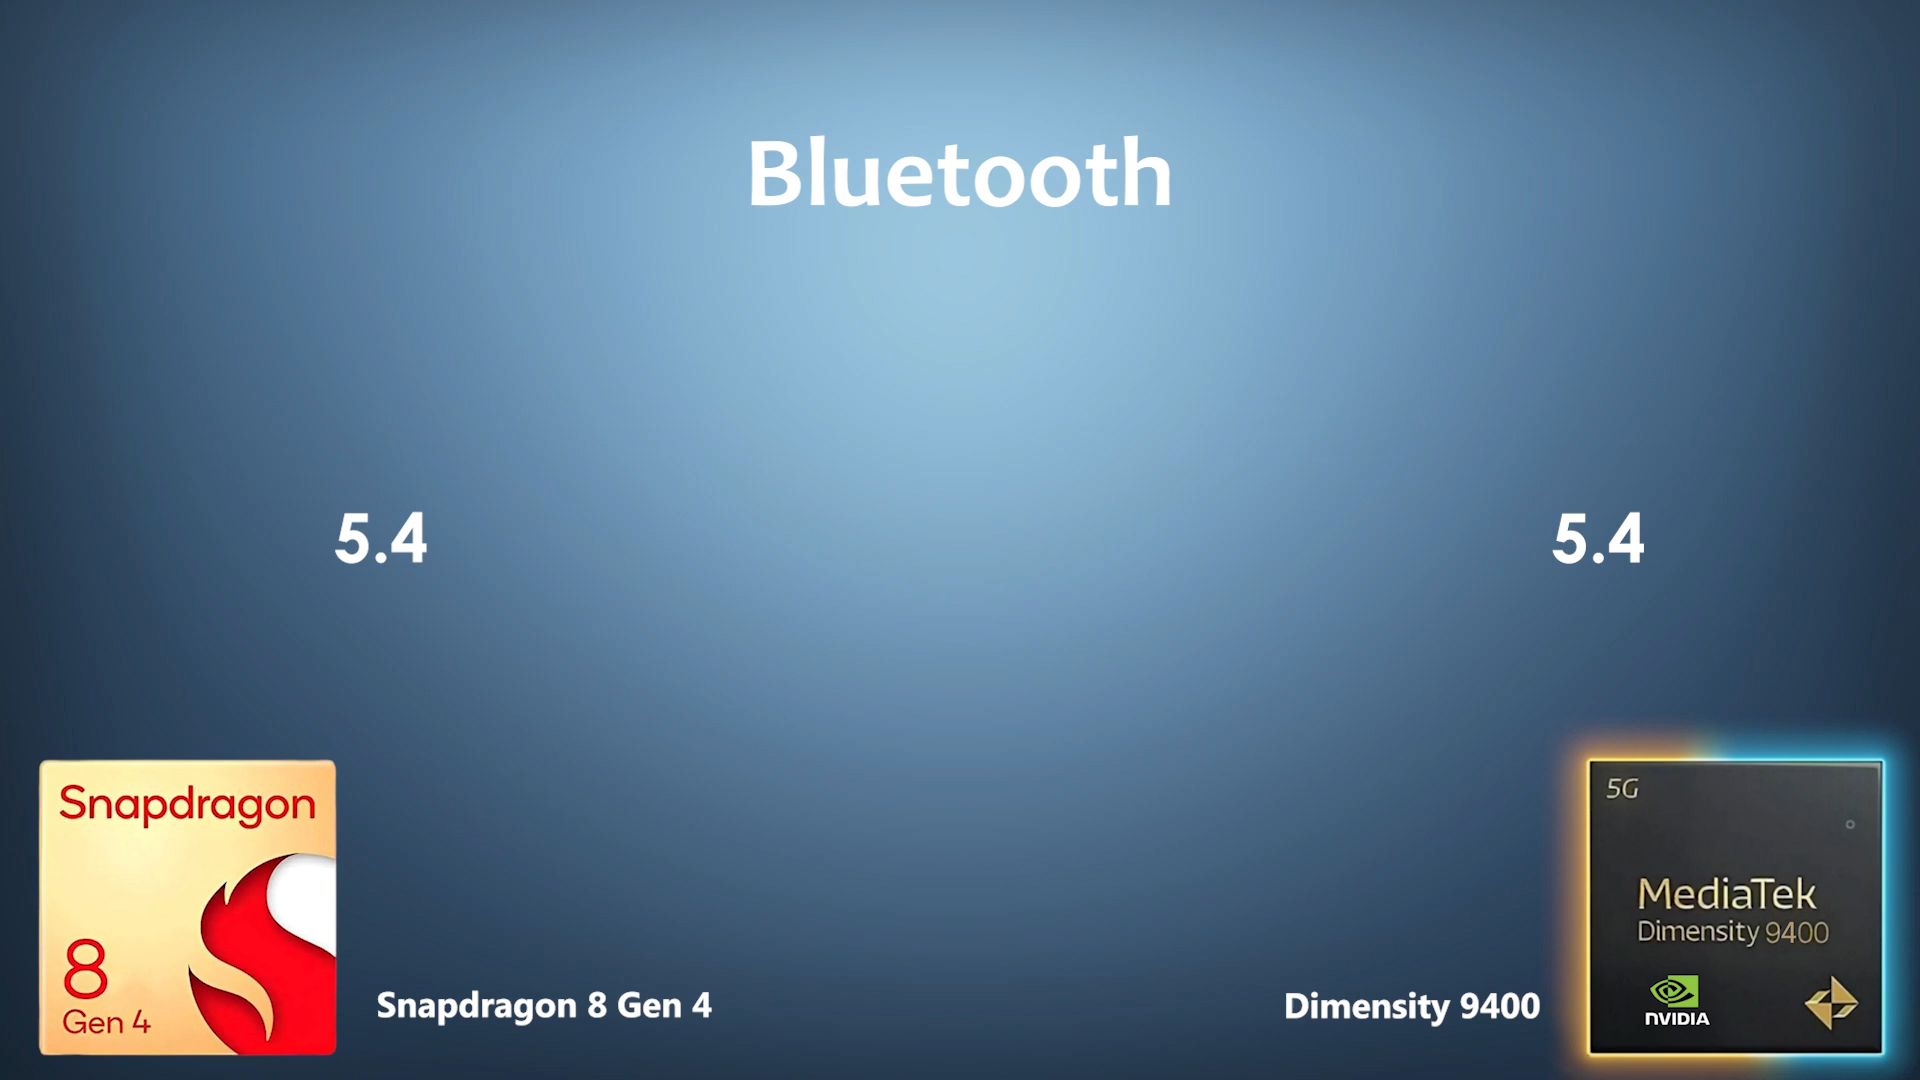 Bluetooth
5.4
5.4
Snapdragon
8
Gen 4
Snapdragon 8 Gen 4
Dimensity 9400
5G
MediaTek
Dimensity 9400
NVIDIA